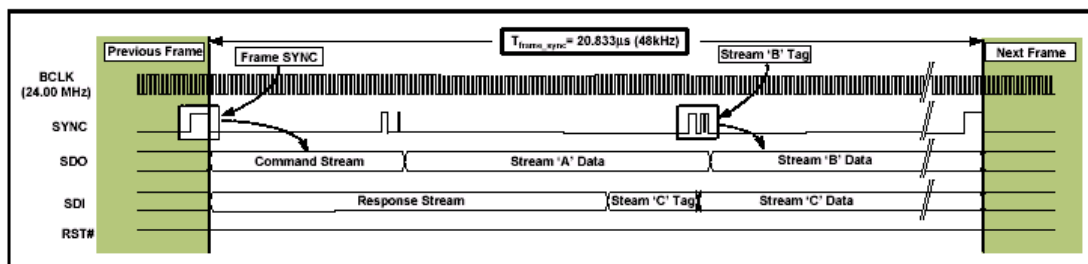 T frame_sync = 20.833µs (48kHz)
Previous Frame
Frame SYNC
Stream 'B' Tag
Next Frame
BCLK
(24.00 MHz)
SYNC
SDO
Command Stream
Stream 'A' Data
Stream 'B' Data
SDI
Response Stream
Steam 'C' Tag
Stream 'C' Data
RST#